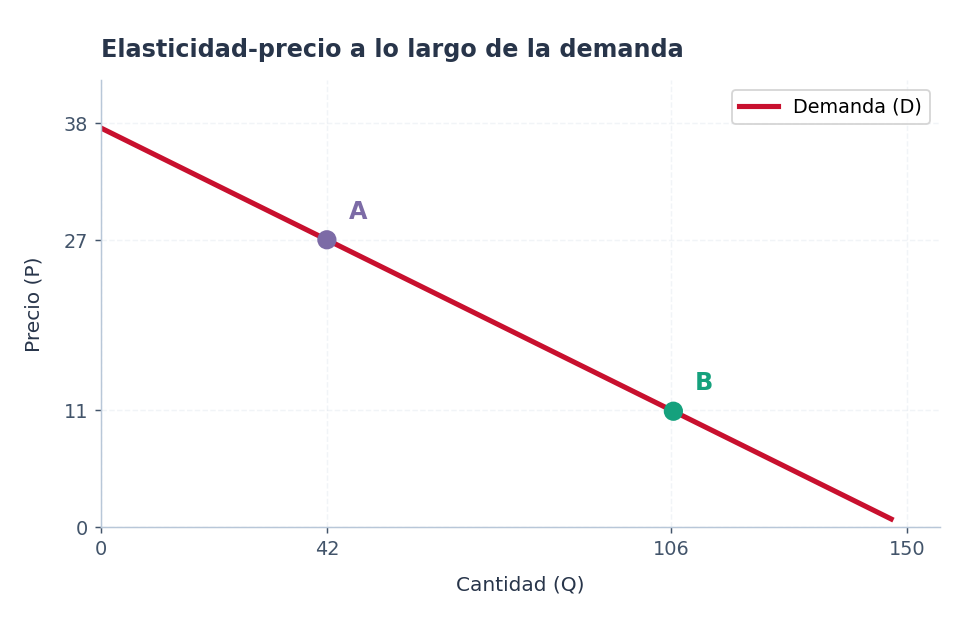 Elasticidad-precio a lo largo de la demanda
Demanda (D)
38
A
27
Precio (P)
B
11
0
0 42 106 150
Cantidad (Q)